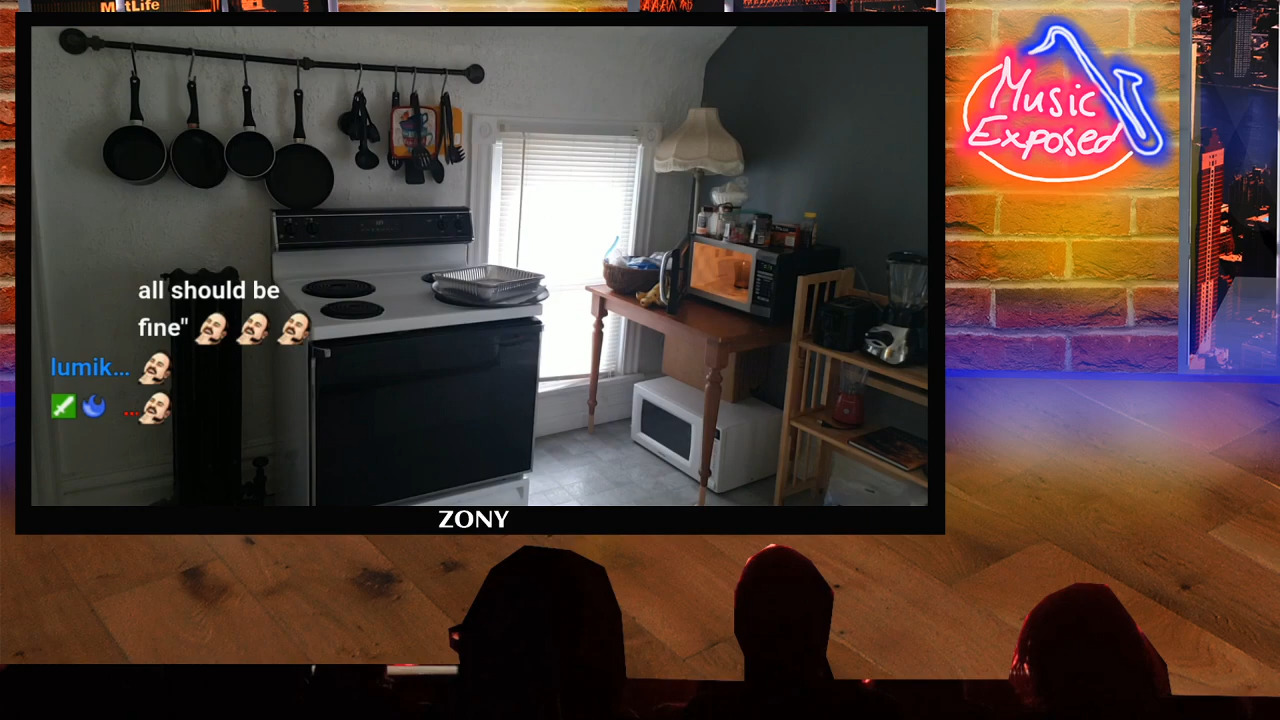 MetLife
Music
Exposed
all should be
fine"
lumik...
...
ZONY